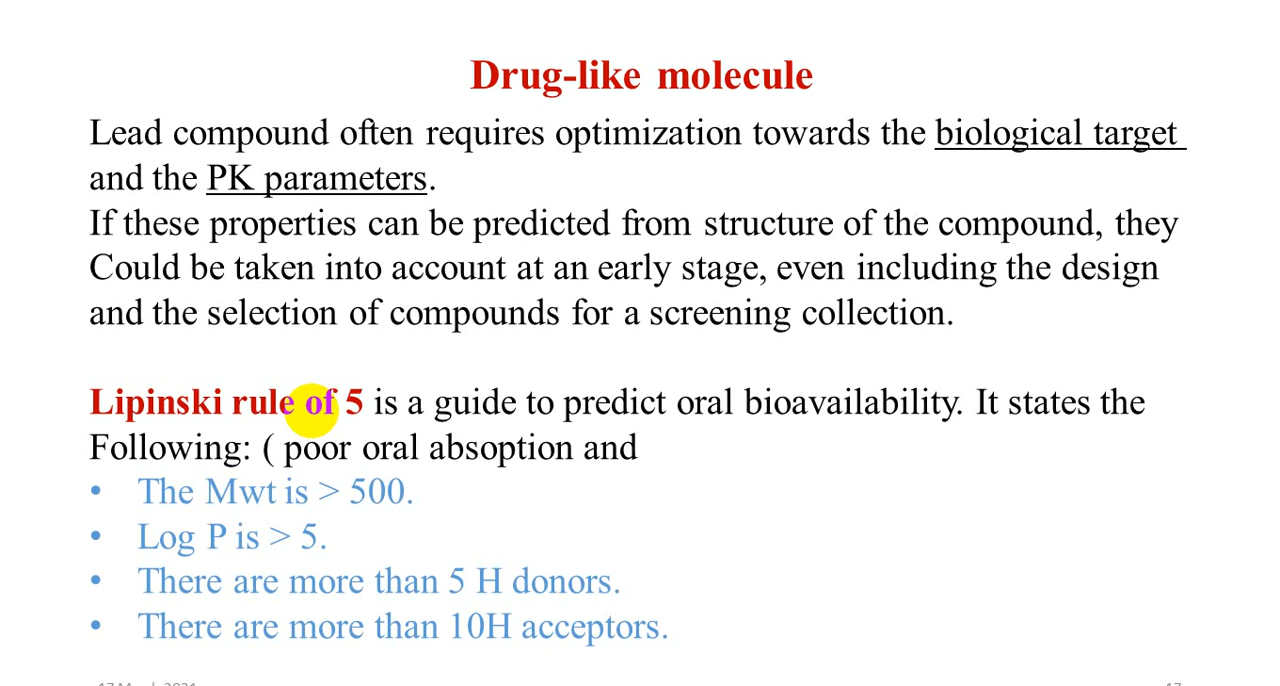 Drug-like molecule
Lead compound often requires optimization towards the biological target
and the PK parameters.
If these properties can be predicted from structure of the compound, they
Could be taken into account at an early stage, even including the design
and the selection of compounds for a screening collection.
Lipinski rule of 5 is a guide to predict oral bioavailability. It states the
Following: ( poor oral absoption and
• The Mwt is > 500.
• Log P is > 5.
• There are more than 5 H donors.
• There are more than 10H acceptors.